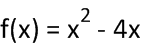 f(x) = x² - 4x